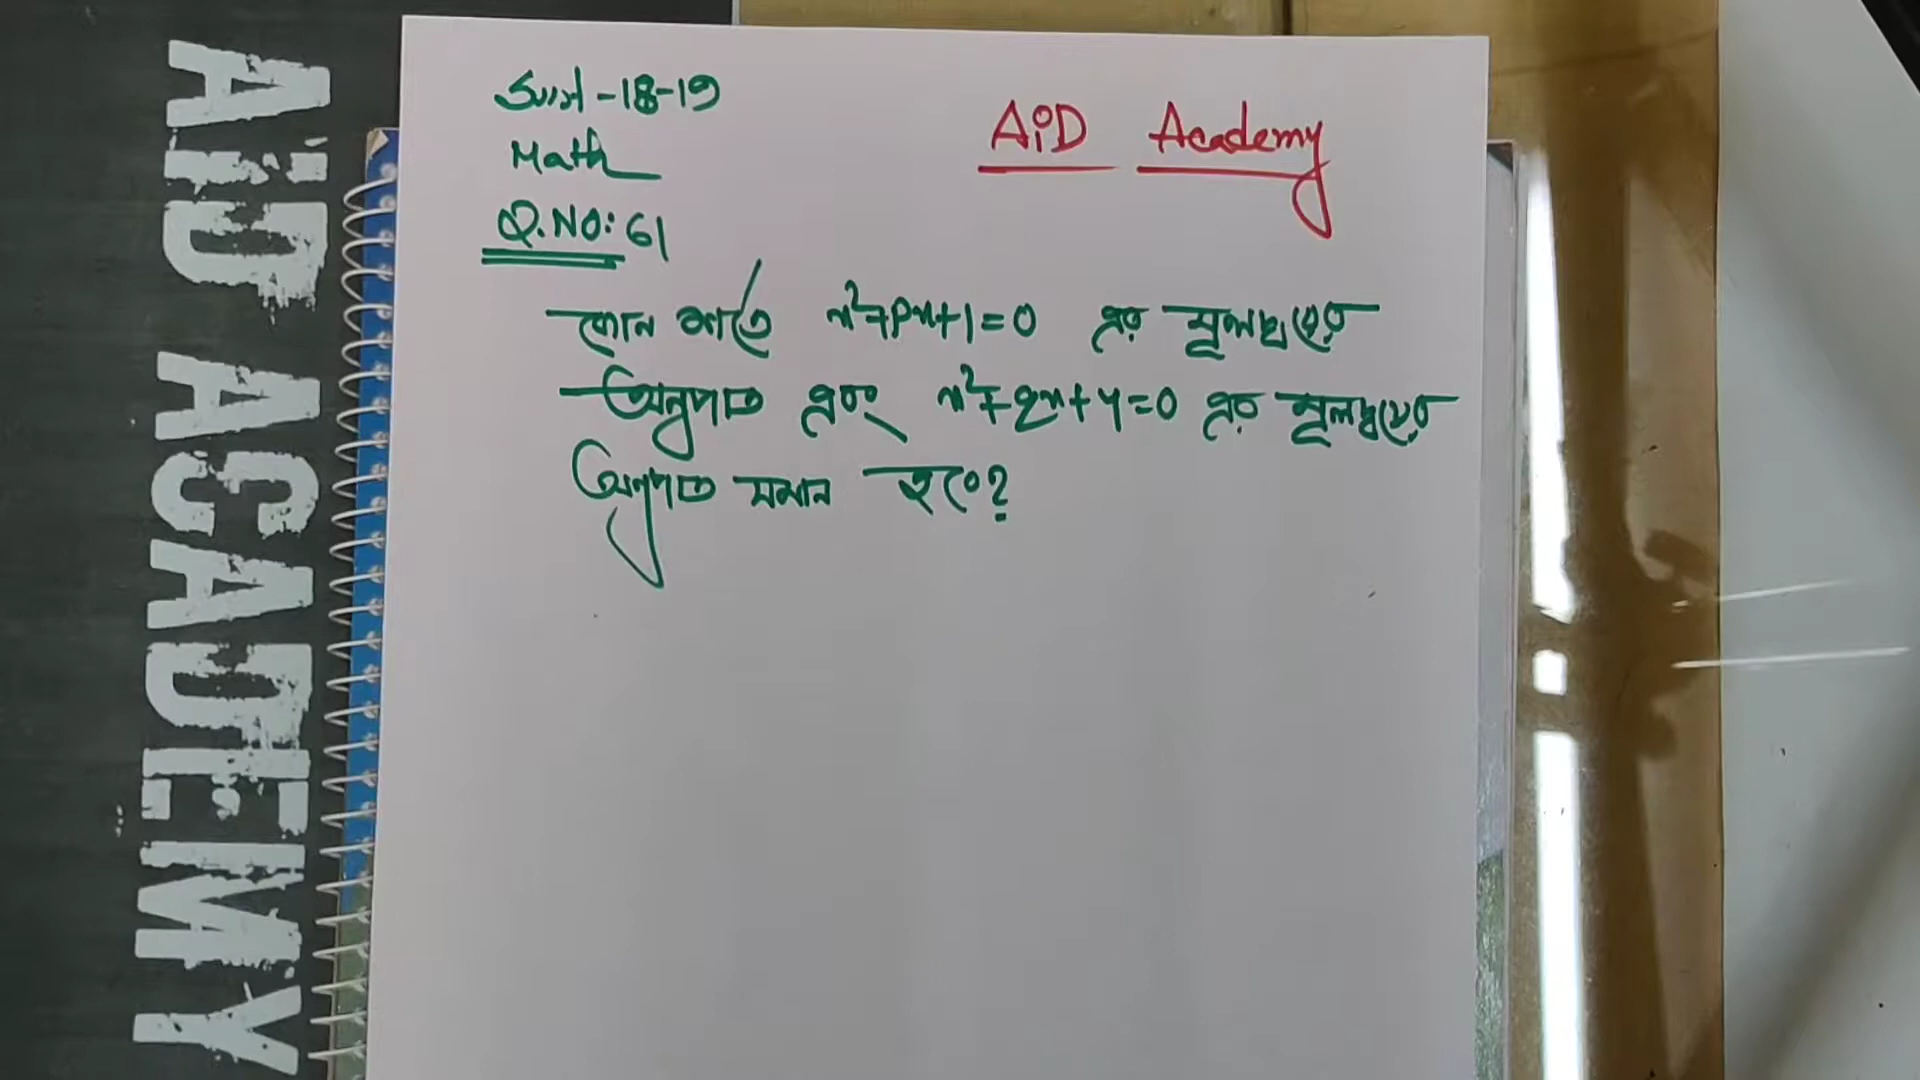 AID ACADEMY
-18-19
AiD Academy
Math
Q.NO: 61
কোন শর্তে x²+px+1=0 এর মূলদ্বয়ের
অনুপাত এবং x²+qx+4=0 এর মূলদ্বয়ের
অনুপাত সমান হবে?